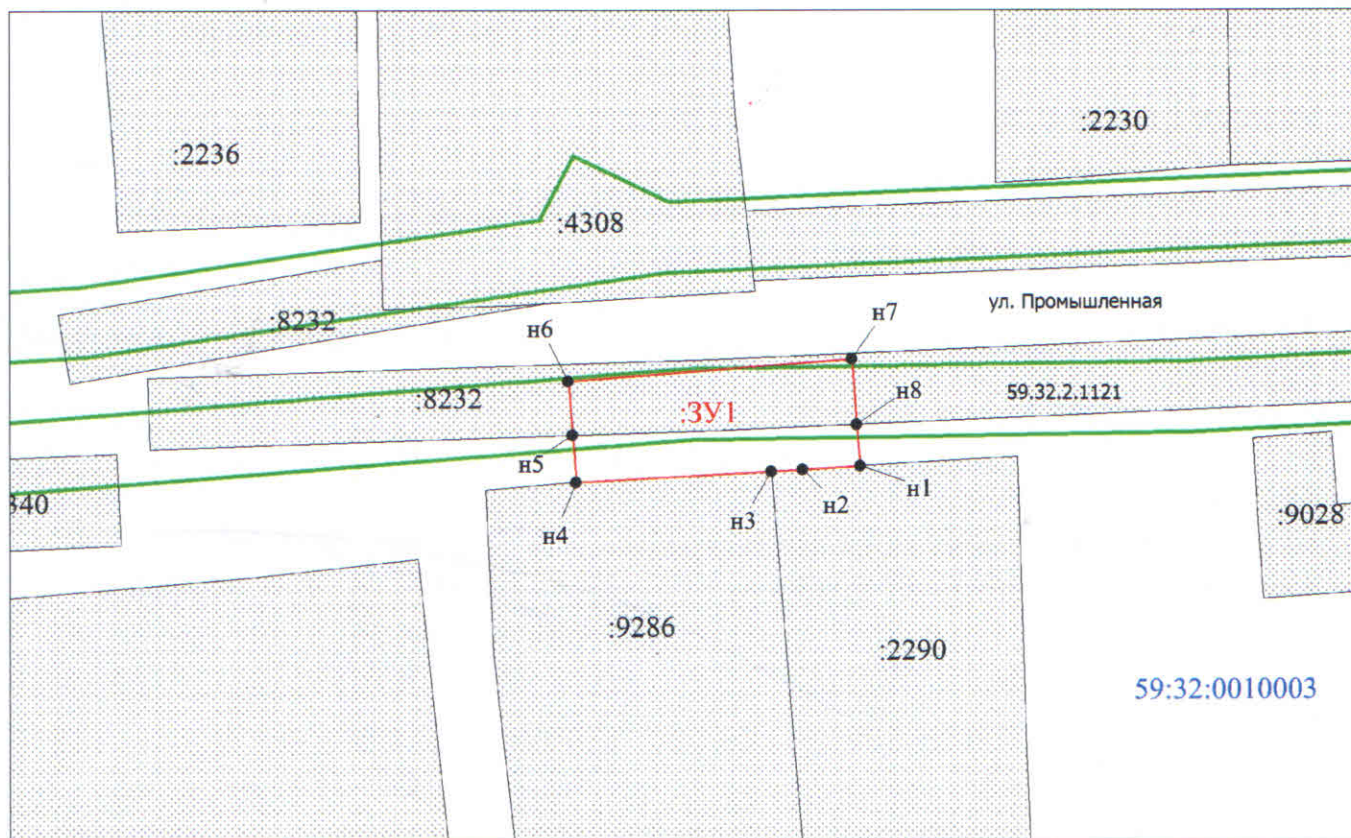 :2236
:2230
:4308
ул. Промышленная
:8232
н6
н7
:8232
59.32.2.1121
:ЗУ1
н8
н5
н1
н2
н3
н4
340
:9028
:9286
:2290
59:32:0010003